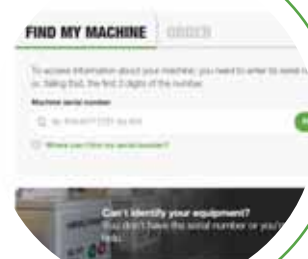 FIND MY MACHINE ORDER
To access information about your machine, you need to enter its serial
or, failing that, the first 3 digits of the number.
Machine serial number
Where can I find my serial number?
Can't identify your equipment?
You don't have the serial number or you're